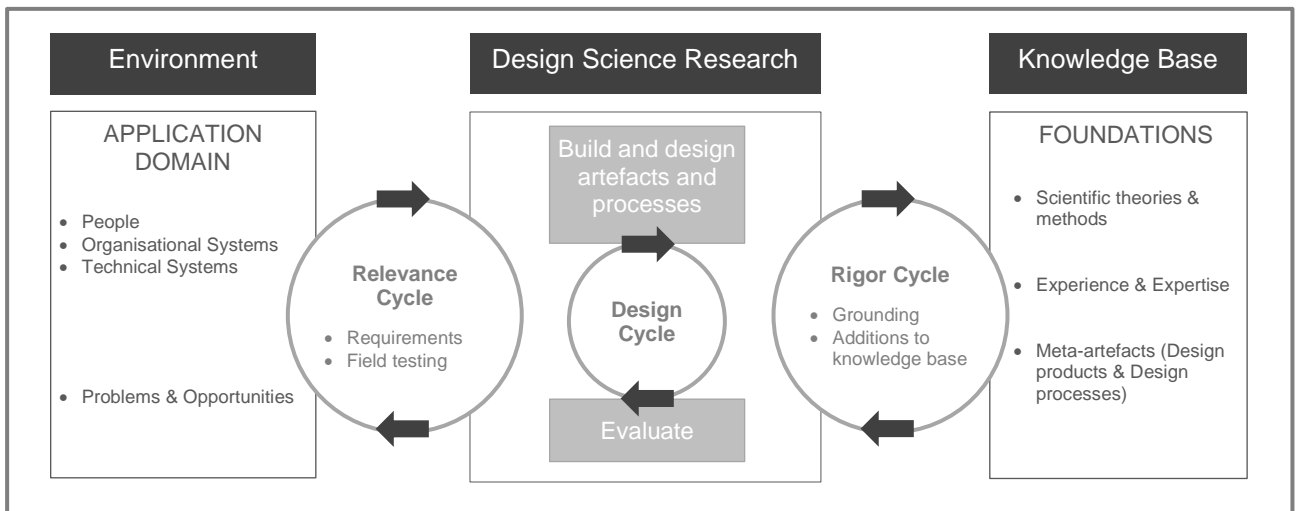 Environment
Design Science Research
Knowledge Base
APPLICATION
DOMAIN
• People
• Organisational Systems
• Technical Systems
• Problems & Opportunities
Relevance
Cycle
• Requirements
• Field testing
Build and design
artefacts and
processes
Design
Cycle
Evaluate
Rigor Cycle
• Grounding
• Additions to
knowledge base
FOUNDATIONS
• Scientific theories &
methods
• Experience & Expertise
• Meta-artefacts (Design
products & Design
processes)